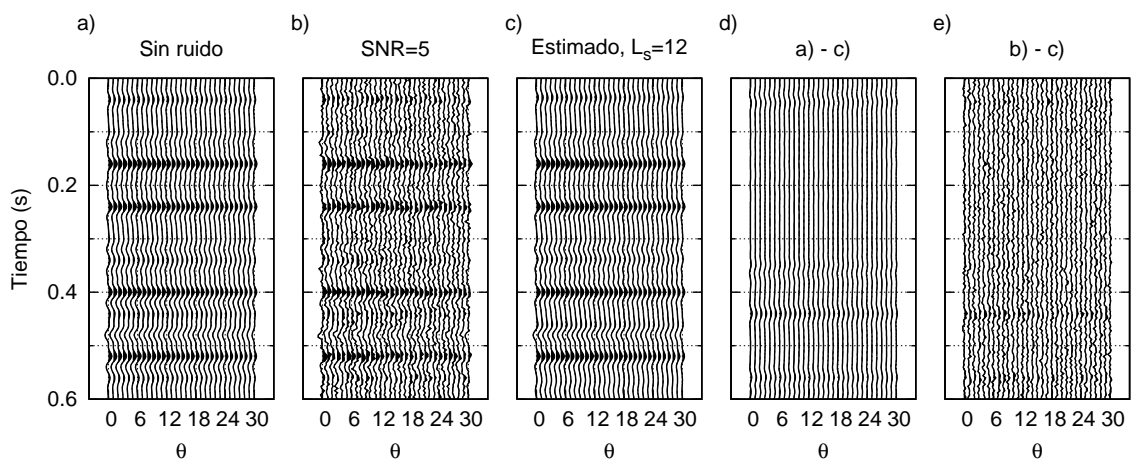 a) b) c) d) e)
Sin ruido SNR=5 Estimado, Ls=12 a) - c) b) - c)
0.0
0.2
0.4
0.6
Tiempo (s)
0 6 12 18 24 30 0 6 12 18 24 30 0 6 12 18 24 30 0 6 12 18 24 30 0 6 12 18 24 30
θ θ θ θ θ